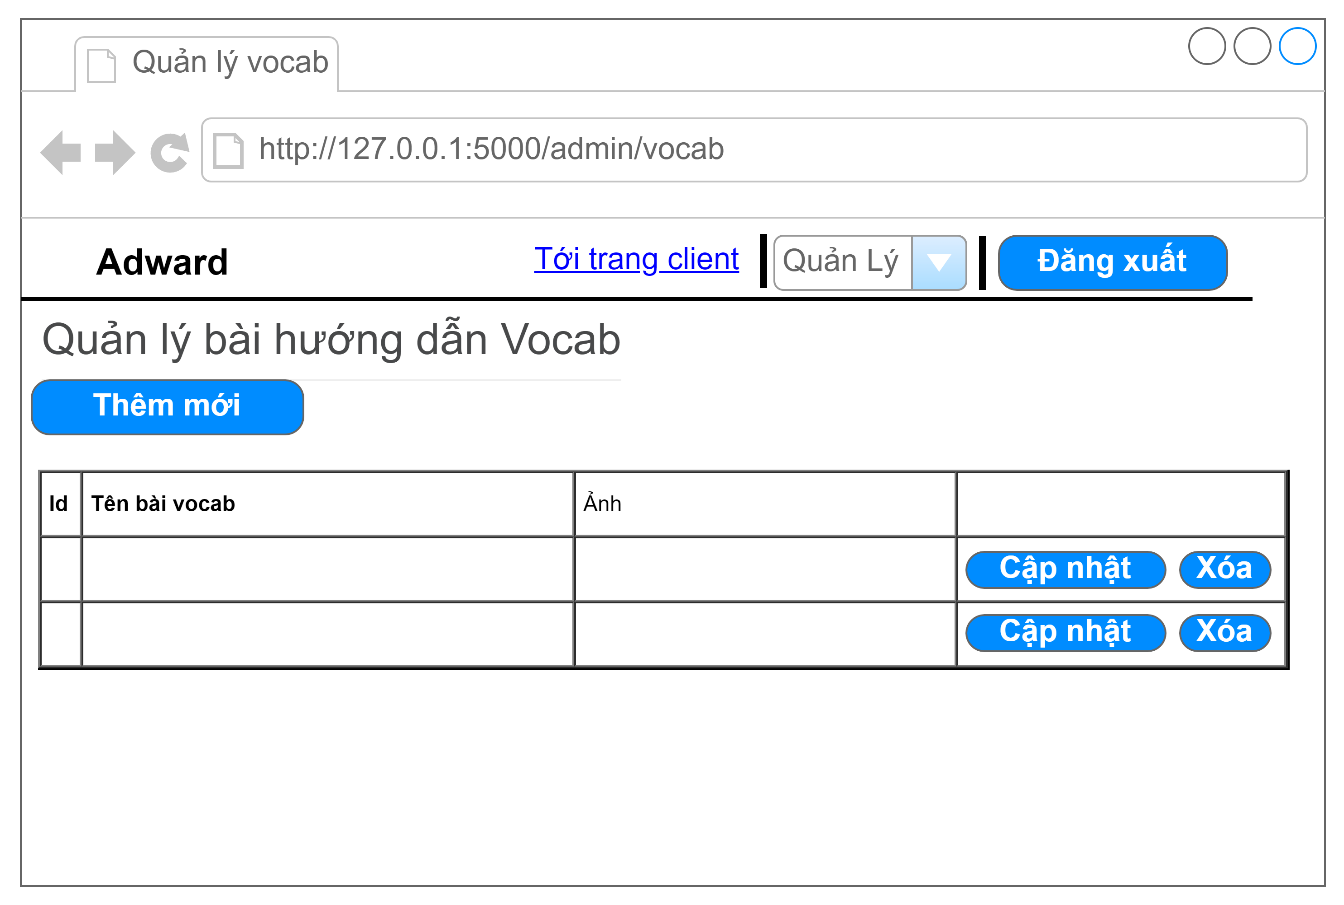 Quản lý vocab
http://127.0.0.1:5000/admin/vocab
Adward Tới trang client Quản Lý Đăng xuất
Quản lý bài hướng dẫn Vocab
Thêm mới
Id Tên bài vocab Ảnh
Cập nhật Xóa
Cập nhật Xóa